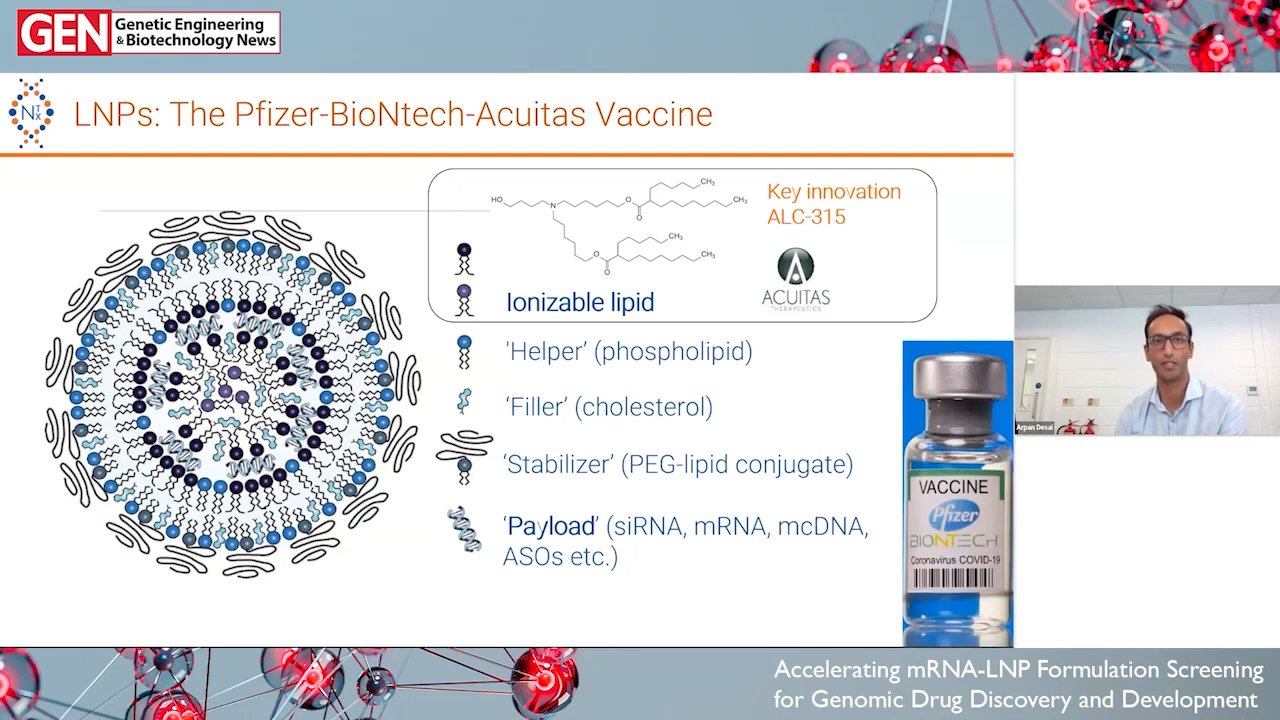 GEN
Genetic Engineering
& Biotechnology News
NTX
LNPs: The Pfizer-BioNtech-Acuitas Vaccine
HO
N
O
O
CH3
CH3
O
O
CH3
CH3
Key innovation
ALC-315
Ionizable lipid
ACUITAS
THERAPEUTICS
'Helper' (phospholipid)
‘Filler’ (cholesterol)
‘Stabilizer’ (PEG-lipid conjugate)
‘Payload’ (siRNA, mRNA, mcDNA,
ASOs etc.)
VACCINE
Pfizer
BIONTECH
Coronavirus COVID-19
Arpan Desai
Accelerating mRNA-LNP Formulation Screening
for Genomic Drug Discovery and Development